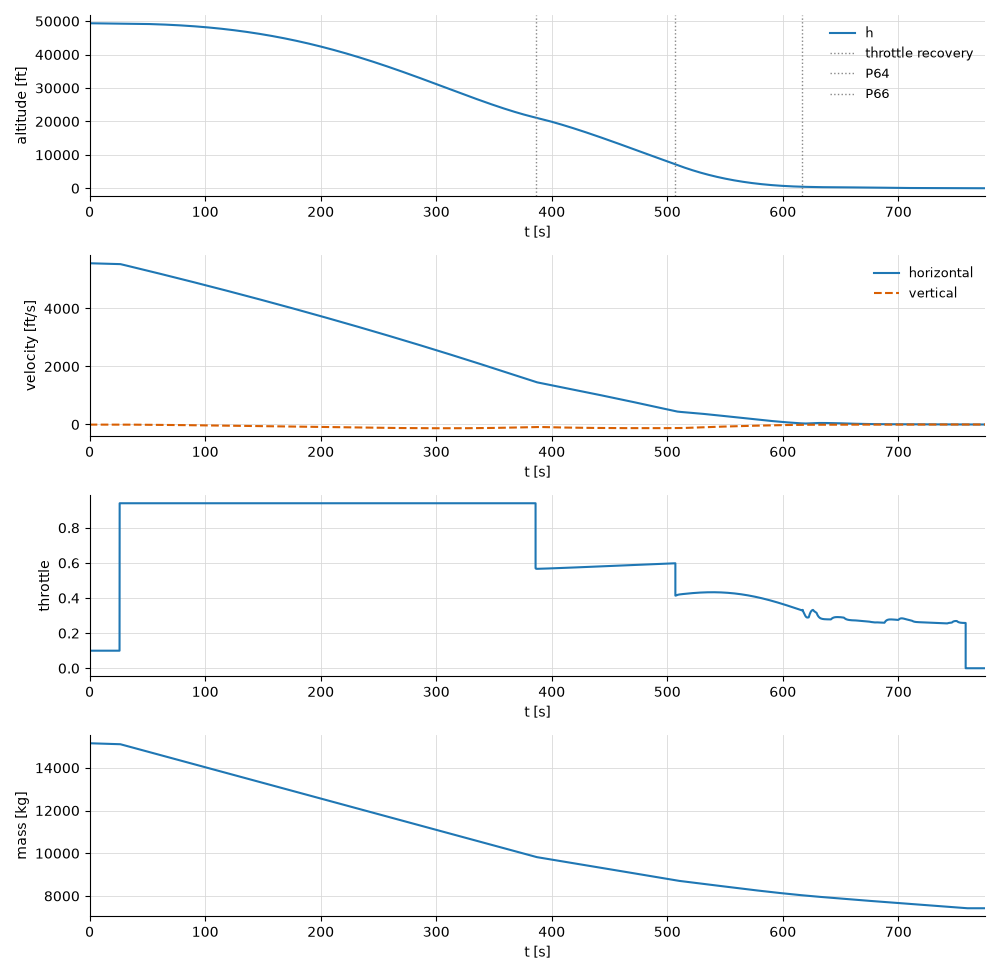 altitude [ft]
50000
40000
30000
20000
10000
0
h
throttle recovery
P64
P66
0 100 200 300 400 500 600 700
t [s]
velocity [ft/s]
4000
2000
0
horizontal
vertical
0 100 200 300 400 500 600 700
t [s]
throttle
0.8
0.6
0.4
0.2
0.0
0 100 200 300 400 500 600 700
t [s]
mass [kg]
14000
12000
10000
8000
0 100 200 300 400 500 600 700
t [s]